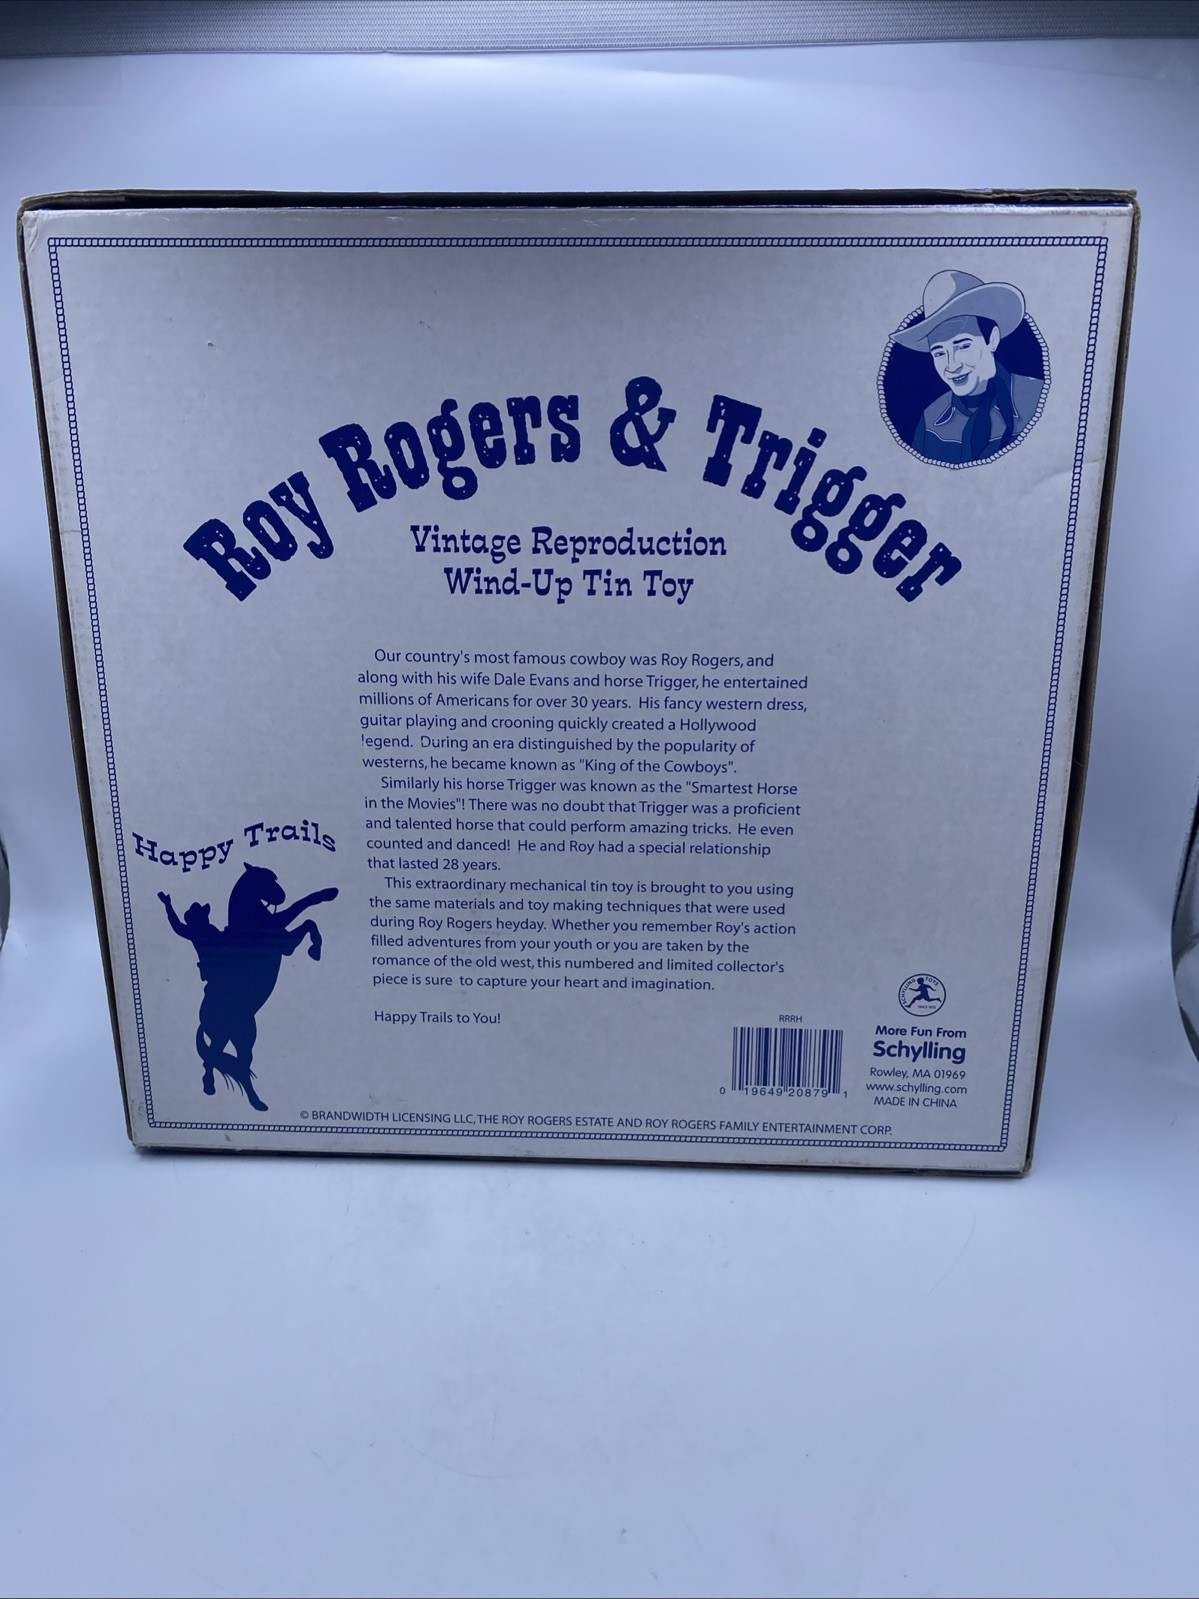 Roy Rogers & Trigger
Vintage Reproduction
Wind-Up Tin Toy
Our country's most famous cowboy was Roy Rogers, and
along with his wife Dale Evans and horse Trigger, he entertained
millions of Americans for over 30 years. His fancy western dress,
guitar playing and crooning quickly created a Hollywood
legend. During an era distinguished by the popularity of
westerns, he became known as "King of the Cowboys".
Similarly his horse Trigger was known as the "Smartest Horse
in the Movies"! There was no doubt that Trigger was a proficient
and talented horse that could perform amazing tricks. He even
counted and danced! He and Roy had a special relationship
that lasted 28 years.
This extraordinary mechanical tin toy is brought to you using
the same materials and toy making techniques that were used
during Roy Rogers heyday. Whether you remember Roy's action
filled adventures from your youth or you are taken by the
romance of the old west, this numbered and limited collector's
piece is sure to capture your heart and imagination.
Happy Trails to You!
Happy Trails
RRRH
0 19649 20879 1
SCHYLLING TOYS
More Fun From
Schylling
Rowley, MA 01969
www.schylling.com
MADE IN CHINA
© BRANDWIDTH LICENSING LLC, THE ROY ROGERS ESTATE AND ROY ROGERS FAMILY ENTERTAINMENT CORP.